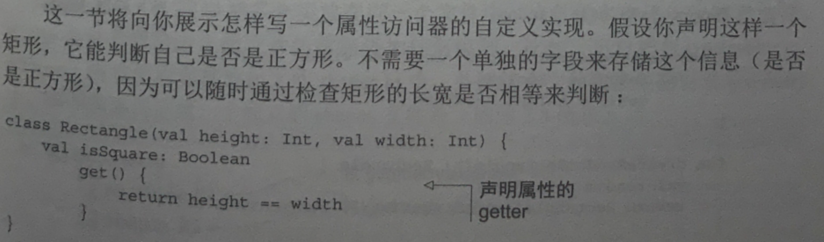 这一节将向你展示怎样写一个属性访问器的自定义实现。假设你声明这样一个
矩形，它能判断自己是否是正方形。不需要一个单独的字段来存储这个信息（是否
是正方形），因为可以随时通过检查矩形的长宽是否相等来判断：
class Rectangle(val height: Int, val width: Int) {
    val isSquare: Boolean
        get() {
            return height == width
        }
}
声明属性的
getter